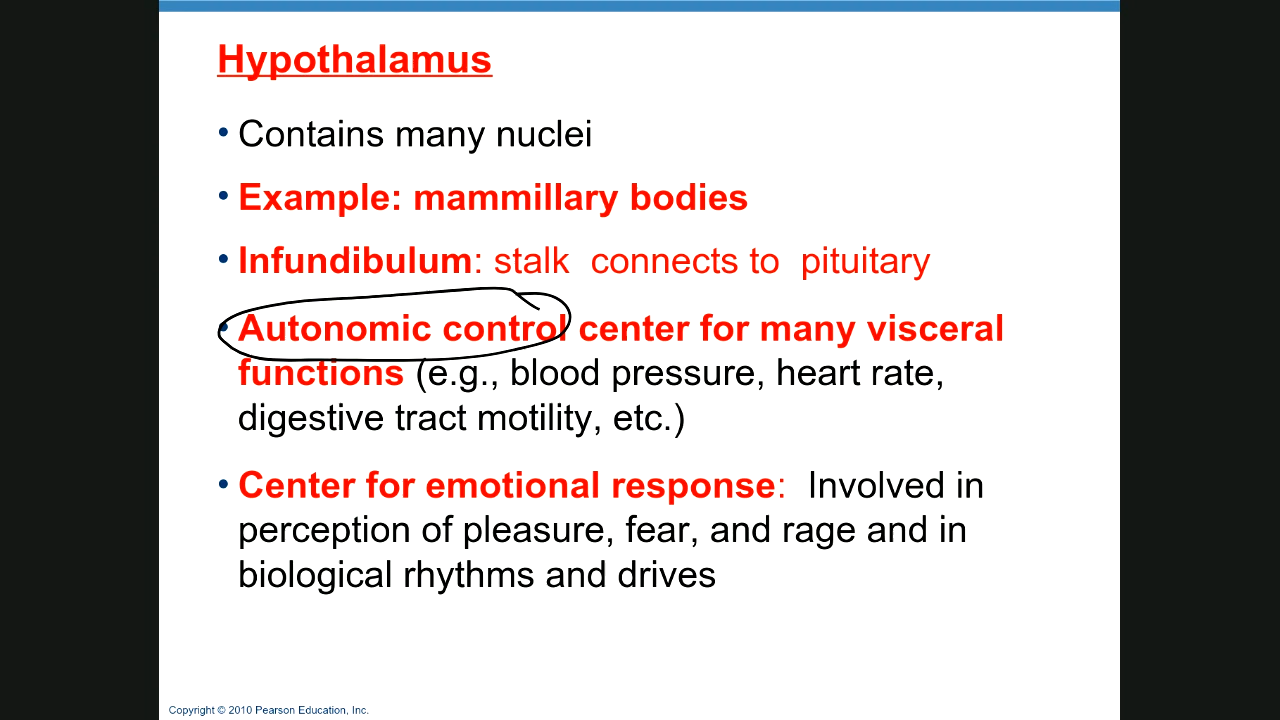 Hypothalamus
• Contains many nuclei
• Example: mammillary bodies
• Infundibulum: stalk  connects to  pituitary
• Autonomic control center for many visceral
functions (e.g., blood pressure, heart rate,
digestive tract motility, etc.)
• Center for emotional response:  Involved in
perception of pleasure, fear, and rage and in
biological rhythms and drives
Copyright © 2010 Pearson Education, Inc.